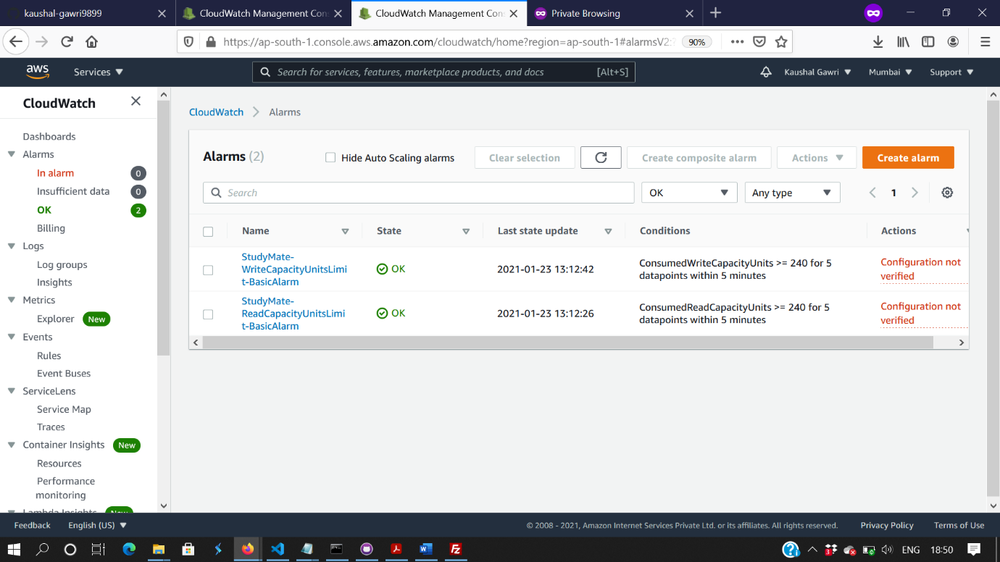 kaushal-gawri9899
CloudWatch Management Con
CloudWatch Management Con
Private Browsing
https://ap-south-1.console.aws.amazon.com/cloudwatch/home?region=ap-south-1#alarmsV2:?
90%
aws
Services
Search for services, features, marketplace products, and docs
[Alt+S]
Kaushal Gawri
Mumbai
Support
CloudWatch
Dashboards
Alarms
In alarm 0
Insufficient data 0
OK 2
Billing
Logs
Log groups
Insights
Metrics
Explorer New
Events
Rules
Event Buses
ServiceLens
Service Map
Traces
Container Insights New
Resources
Performance
monitoring
Lambda Insights New
CloudWatch
Alarms
Alarms (2)
Hide Auto Scaling alarms
Clear selection
Create composite alarm
Actions
Create alarm
Search
OK
Any type
1
Name
State
Last state update
Conditions
Actions
StudyMate-
WriteCapacityUnitsLimi
t-BasicAlarm
OK
2021-01-23 13:12:42
ConsumedWriteCapacityUnits >= 240 for 5
datapoints within 5 minutes
Configuration not
verified
StudyMate-
ReadCapacityUnitsLimi
t-BasicAlarm
OK
2021-01-23 13:12:26
ConsumedReadCapacityUnits >= 240 for 5
datapoints within 5 minutes
Configuration not
verified
Feedback
English (US)
© 2008 - 2021, Amazon Internet Services Private Ltd. or its affiliates. All rights reserved.
Privacy Policy
Terms of Use
3
ENG
18:50